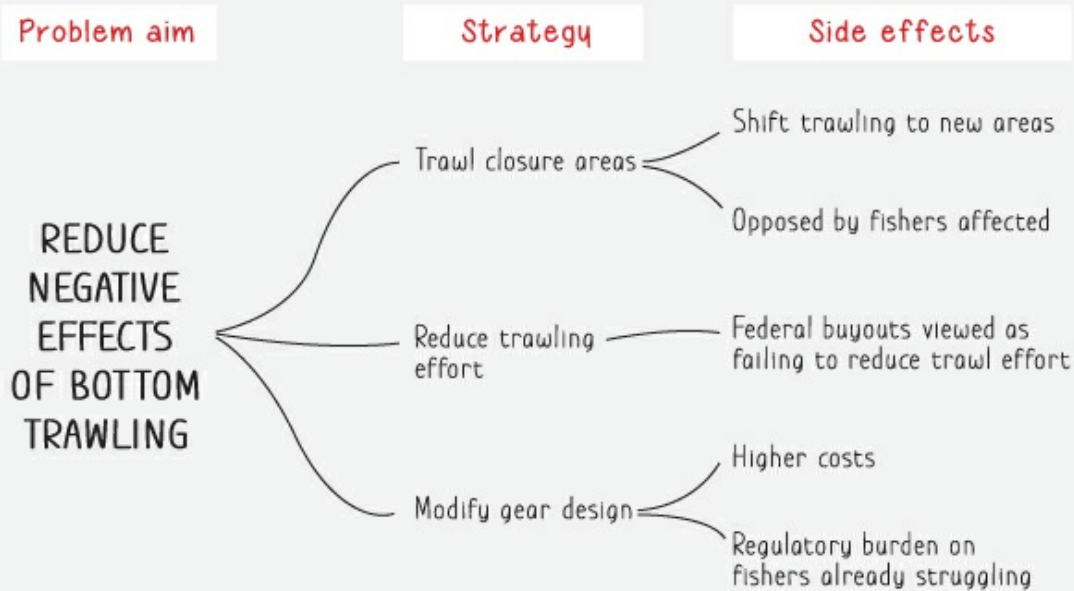 Problem aim
Strategy
Side effects
REDUCE
NEGATIVE
EFFECTS
OF BOTTOM
TRAWLING
Trawl closure areas
Shift trawling to new areas
Opposed by fishers affected
Reduce trawling
effort
Federal buyouts viewed as
failing to reduce trawl effort
Modify gear design
Higher costs
Regulatory burden on
fishers already struggling